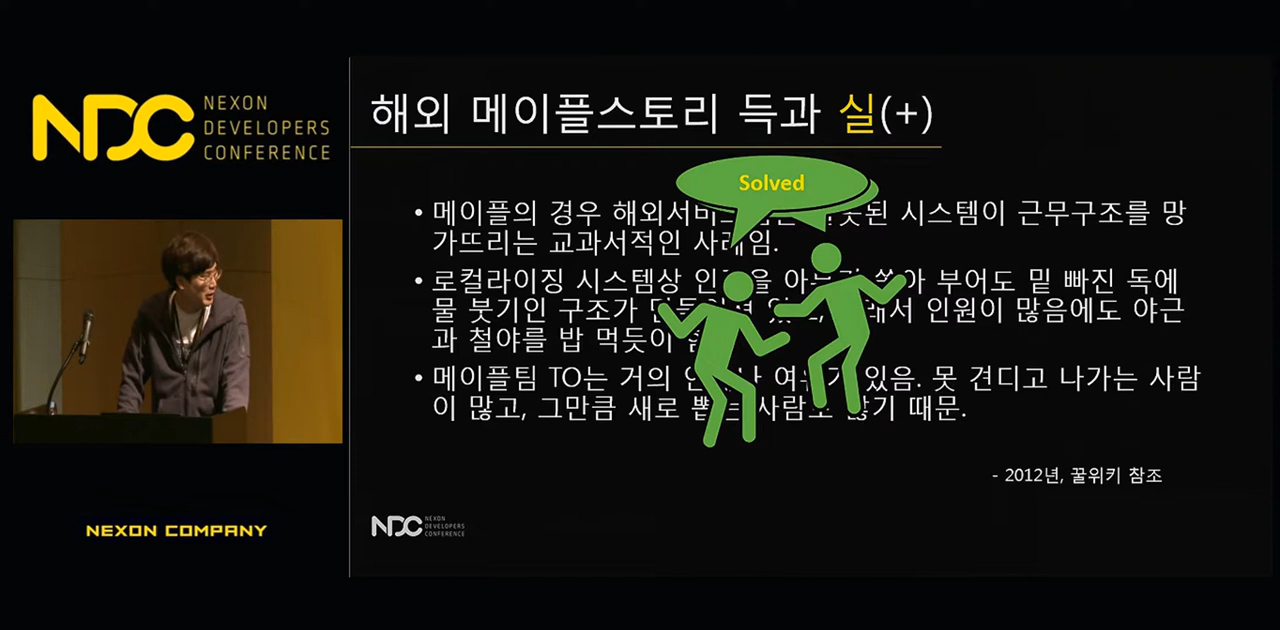 NDC
NEXON
DEVELOPERS
CONFERENCE
NEXON COMPANY
해외 메이플스토리 득과 실(+)
Solved
• 메이플의 경우 해외서비 된 시스템이 근무구조를 망
가뜨리는 교과서적인 사례임.
• 로컬라이징 시스템상 부어도 밑 빠진 독에
물 붓기인 구조가 인원이 많음에도 야근
과 철야를 밥 먹듯이
• 메이플팀 TO는 거의 있음. 못 견디고 나가는 사람
이 많고, 그만큼 새로 때문.
- 2012년, 꿀위키 참조
NDC
NEXON
DEVELOPERS
CONFERENCE